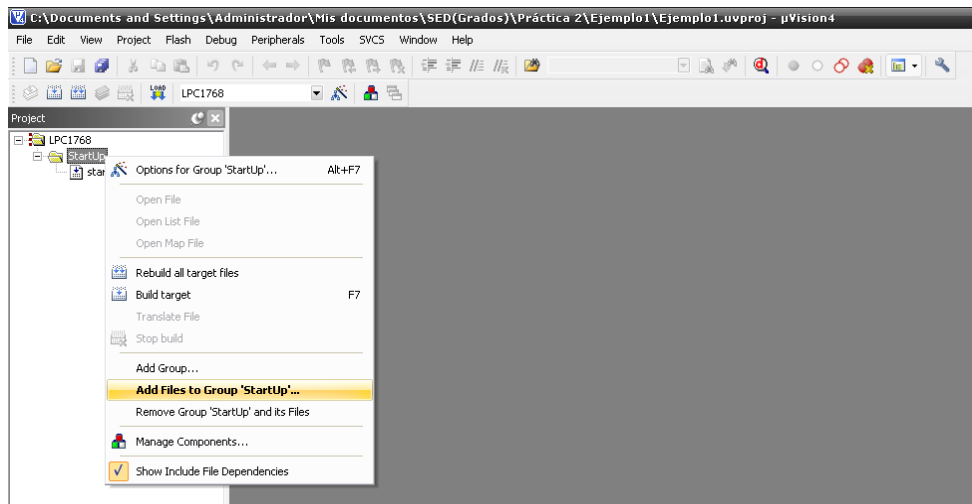 C:\Documents and Settings\Administrador\Mis documentos\SED(Grados)\Práctica 2\Ejemplo1\Ejemplo1.uvproj - µVision4
File Edit View Project Flash Debug Peripherals Tools SVCS Window Help
LOAD LPC1768
Project
LPC1768
StartUp
star
Options for Group 'StartUp'... Alt+F7
Open File
Open List File
Open Map File
Rebuild all target files
Build target F7
Translate File
Stop build
Add Group...
Add Files to Group 'StartUp'...
Remove Group 'StartUp' and its Files
Manage Components...
Show Include File Dependencies